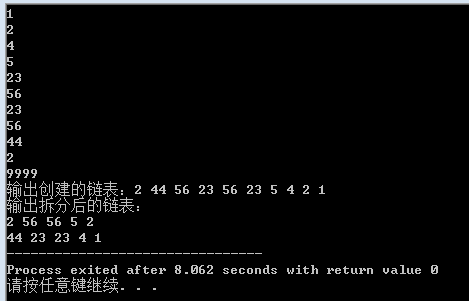 1
2
4
5
23
56
23
56
44
2
9999
输出创建的链表：2 44 56 23 56 23 5 4 2 1
输出拆分后的链表：
2 56 56 5 2
44 23 23 4 1
--------------------------------
Process exited after 8.062 seconds with return value 0
请按任意键继续. . .